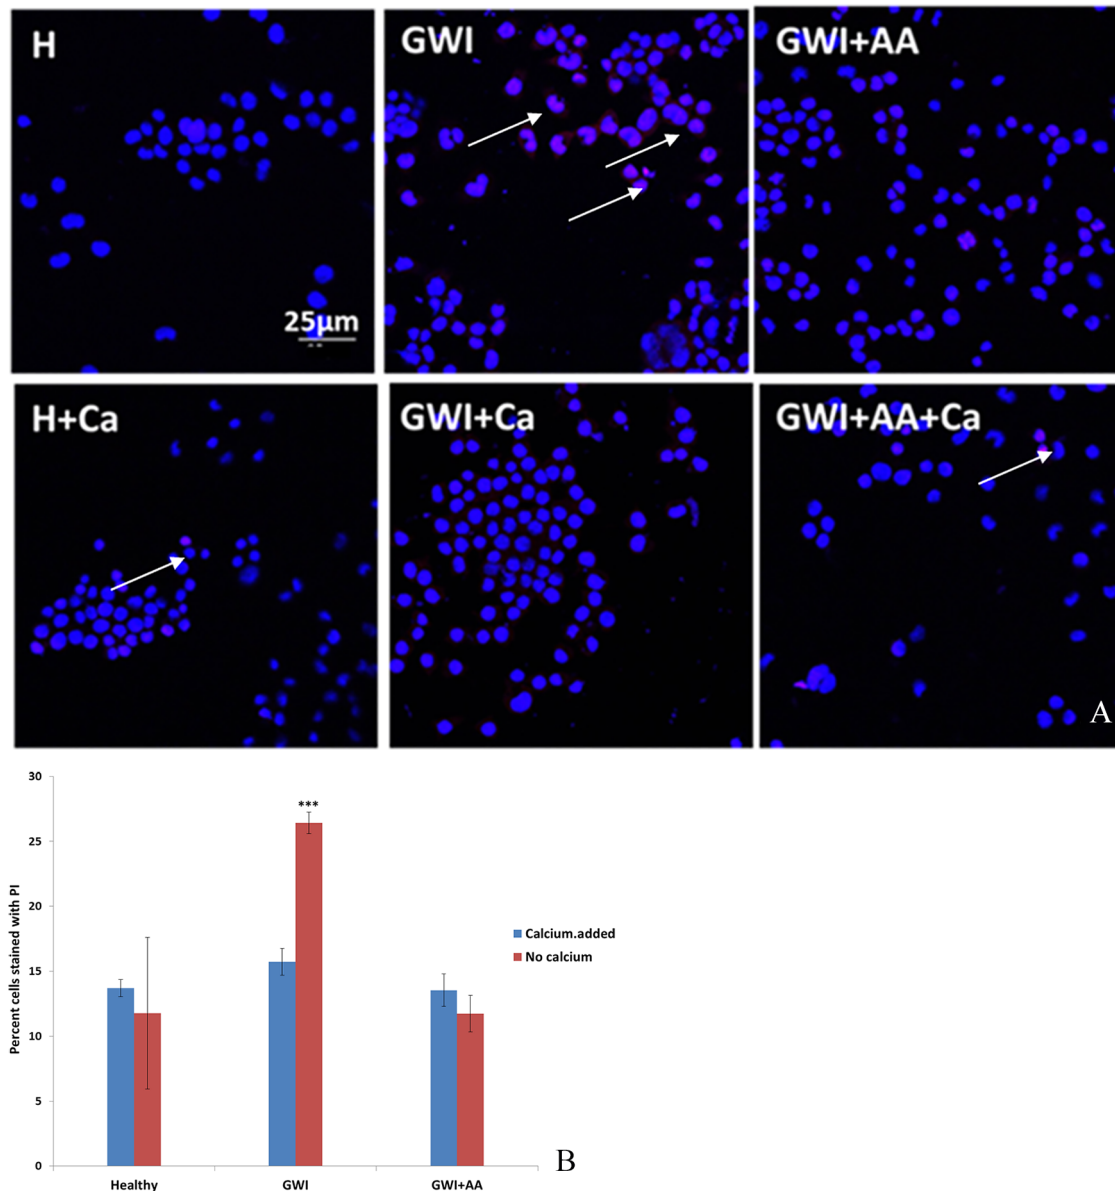 H
GWI
GWI+AA
25µm
H+Ca
GWI+Ca
GWI+AA+Ca
A
30
25
20
15
10
5
0
Percent cells stained with PI
***
Calcium.added
No calcium
Healthy
GWI
GWI+AA
B